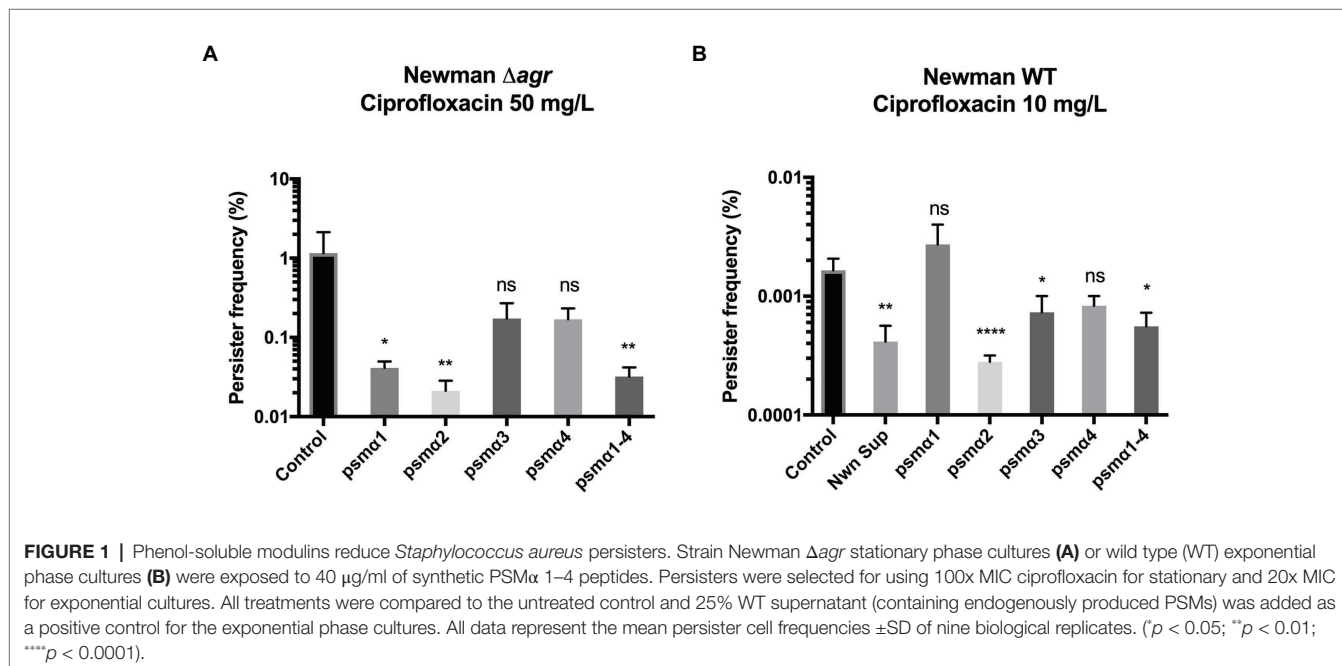 A
Newman Δagr
Ciprofloxacin 50 mg/L
Persister frequency (%)
10
1
0.1
0.01
*
**
ns
ns
**
Control
psmα1
psmα2
psmα3
psmα4
psmα1-4
B
Newman WT
Ciprofloxacin 10 mg/L
Persister frequency (%)
0.01
0.001
0.0001
**
ns
****
*
ns
*
Control
Nwn Sup
psmα1
psmα2
psmα3
psmα4
psmα1-4
FIGURE 1 | Phenol-soluble modulins reduce Staphylococcus aureus persisters. Strain Newman Δagr stationary phase cultures (A) or wild type (WT) exponential
phase cultures (B) were exposed to 40 μg/ml of synthetic PSMα 1–4 peptides. Persisters were selected for using 100x MIC ciprofloxacin for stationary and 20x MIC
for exponential cultures. All treatments were compared to the untreated control and 25% WT supernatant (containing endogenously produced PSMs) was added as
a positive control for the exponential phase cultures. All data represent the mean persister cell frequencies ±SD of nine biological replicates. (*p < 0.05; **p < 0.01;
****p < 0.0001).